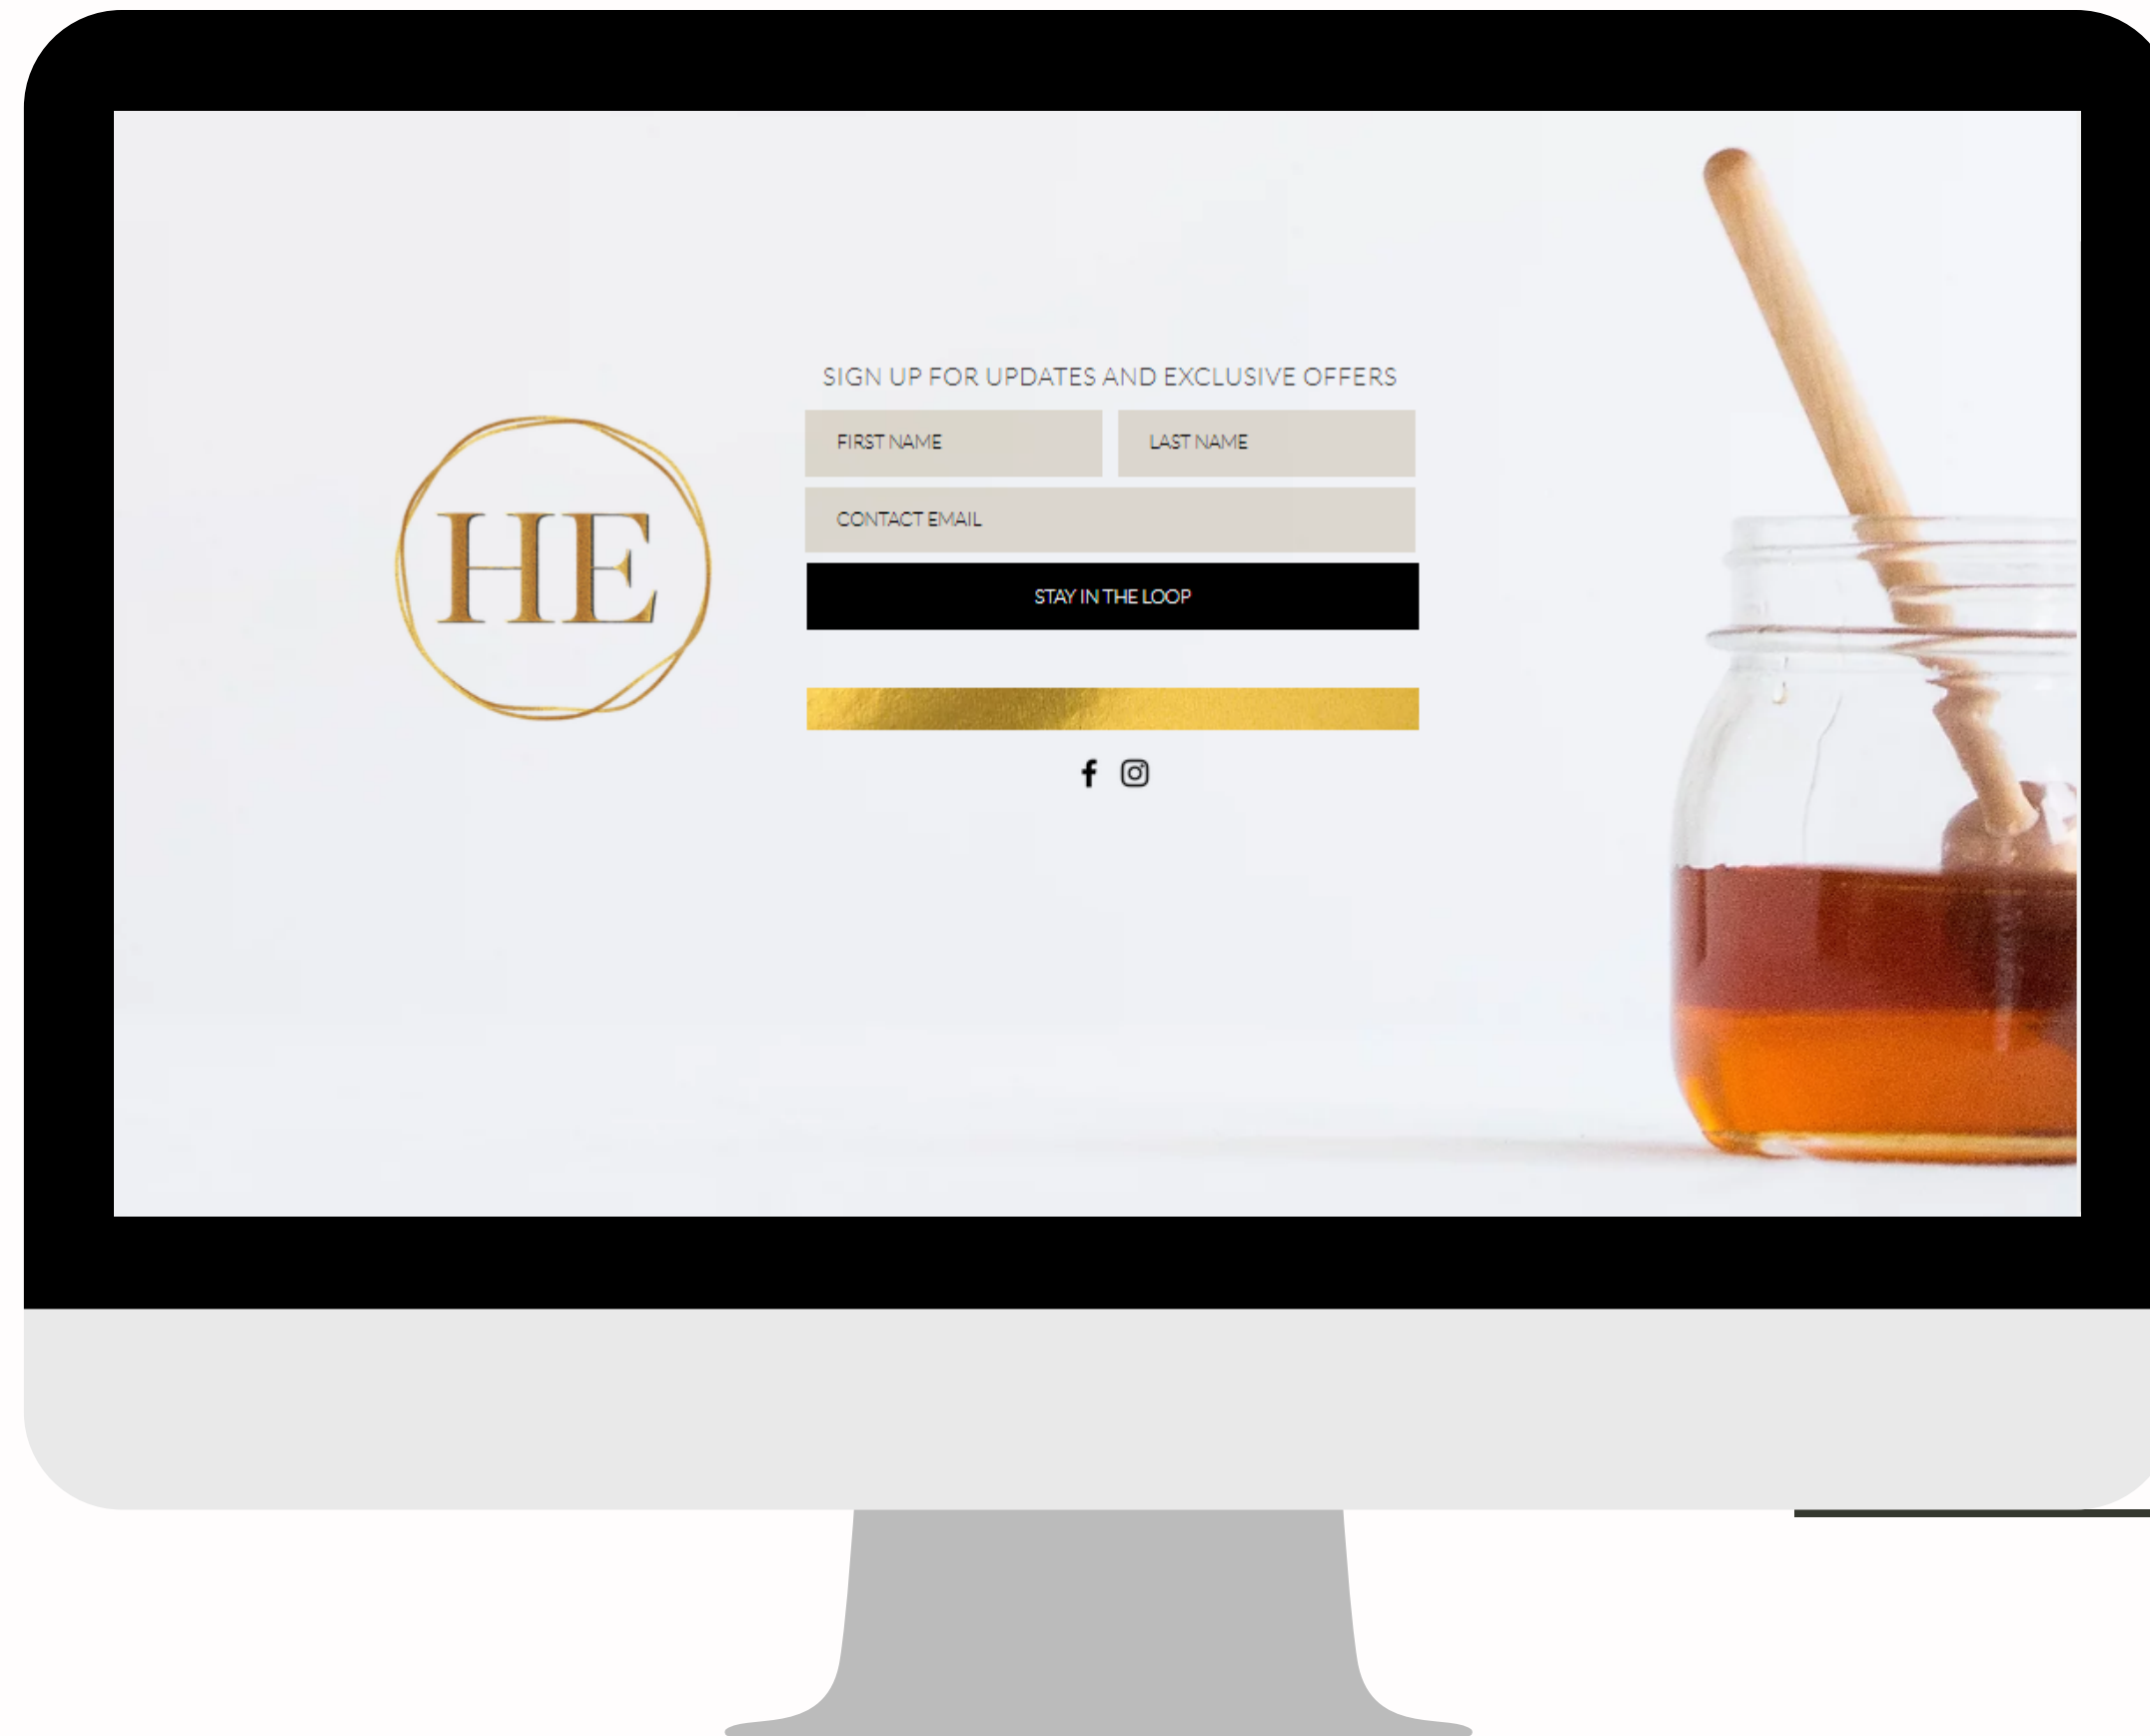 HE
SIGN UP FOR UPDATES AND EXCLUSIVE OFFERS
FIRST NAME
LAST NAME
CONTACT EMAIL
STAY IN THE LOOP